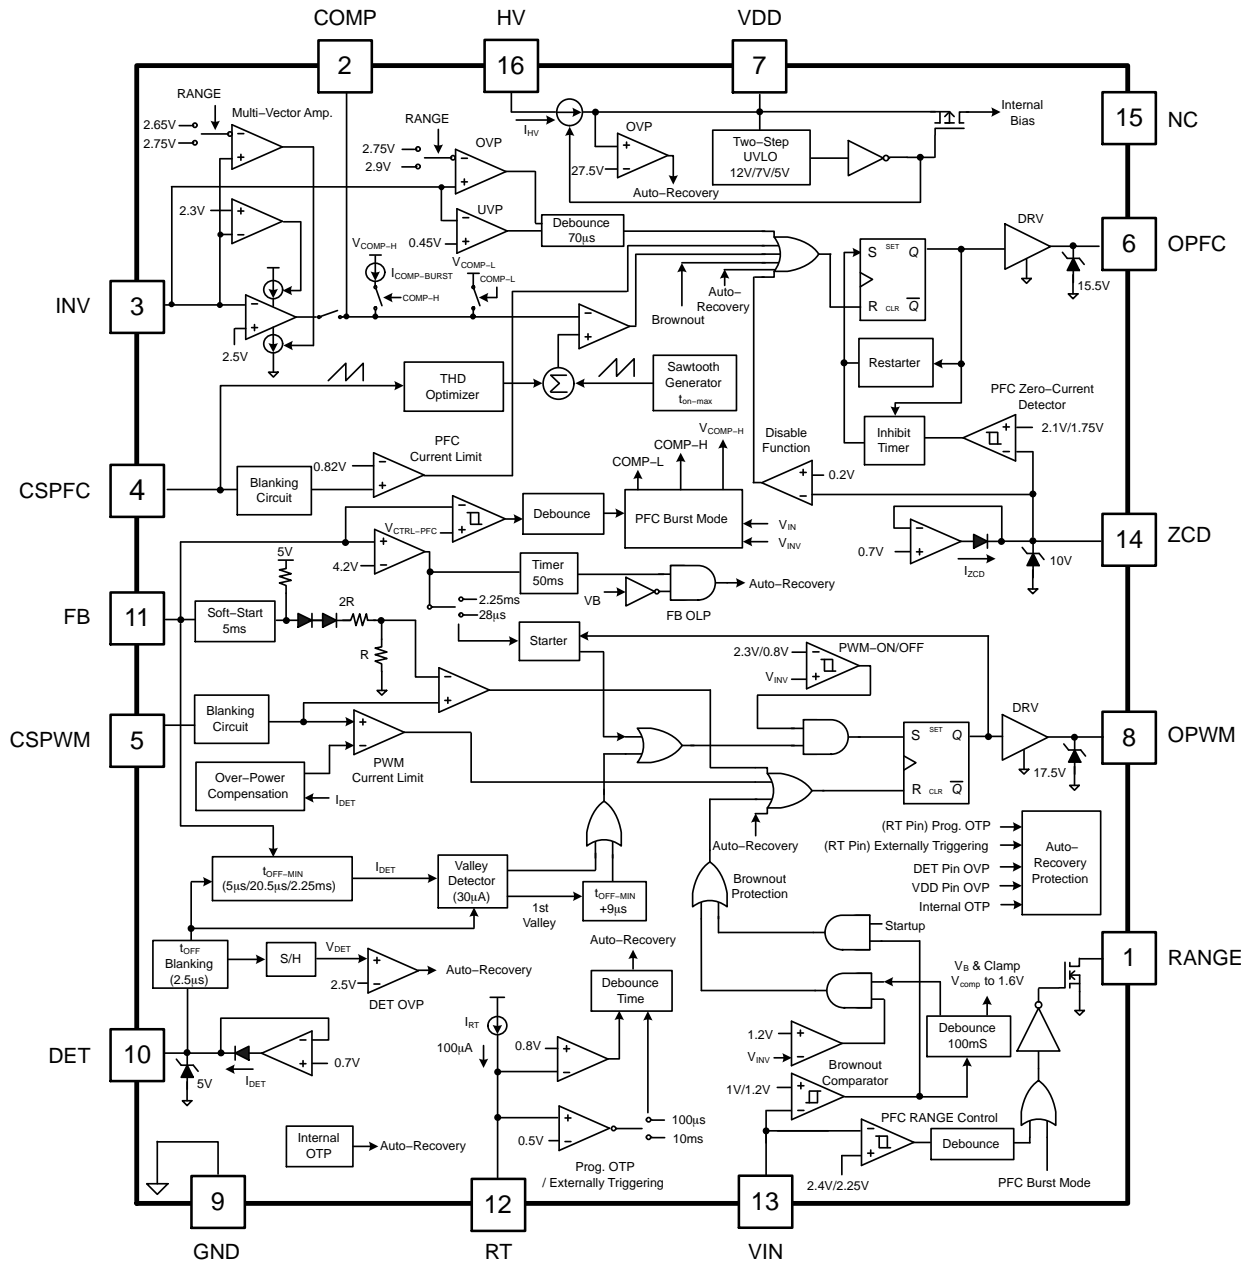 COMP
HV
VDD
2
16
7
RANGE
Multi–Vector Amp.
2.65V
2.75V
RANGE
2.75V
2.9V
OVP
I_HV
OVP
27.5V
Auto–Recovery
Two–Step
UVLO
12V/7V/5V
Internal
Bias
15
NC
2.3V
UVP
0.45V
Debounce
70µs
V_COMP–H
I_COMP–BURST
COMP–H
V_COMP–L
COMP–L
Auto–
Recovery
Brownout
S
SET
Q
R
CLR
Q
DRV
15.5V
6
OPFC
INV
3
2.5V
Restarter
THD
Optimizer
Σ
Sawtooth
Generator
t_on–max
PFC Zero–Current
Detector
2.1V/1.75V
Inhibit
Timer
CSPFC
4
Blanking
Circuit
0.82V
PFC
Current Limit
V_COMP–H
COMP–H
COMP–L
Disable
Function
0.2V
V_CTRL–PFC
Debounce
PFC Burst Mode
V_IN
V_INV
0.7V
I_ZCD
10V
14
ZCD
5V
4.2V
Timer
50ms
VB
FB OLP
Auto–Recovery
FB
11
Soft–Start
5ms
2R
R
2.25ms
28µs
Starter
2.3V/0.8V
V_INV
PWM–ON/OFF
CSPWM
5
Blanking
Circuit
PWM
Current Limit
Over–Power
Compensation
I_DET
S
SET
Q
R
CLR
Q
DRV
17.5V
8
OPWM
Auto–Recovery
(RT Pin) Prog. OTP
(RT Pin) Externally Triggering
DET Pin OVP
VDD Pin OVP
Internal OTP
Auto–
Recovery
Protection
t_OFF–MIN
(5µs/20.5µs/2.25ms)
I_DET
Valley
Detector
(30µA)
1st
Valley
t_OFF–MIN
+9µs
Brownout
Protection
t_OFF
Blanking
(2.5µs)
S/H
V_DET
2.5V
DET OVP
Auto–Recovery
Auto–Recovery
Debounce
Time
Startup
V_B & Clamp
V_comp to 1.6V
1
RANGE
DET
10
5V
I_DET
0.7V
I_RT
100µA
0.8V
0.5V
100µs
10ms
1.2V
V_INV
Debounce
100mS
Brownout
Comparator
1V/1.2V
PFC RANGE Control
Debounce
2.4V/2.25V
PFC Burst Mode
Internal
OTP
Auto–Recovery
Prog. OTP
/ Externally Triggering
9
12
13
GND
RT
VIN